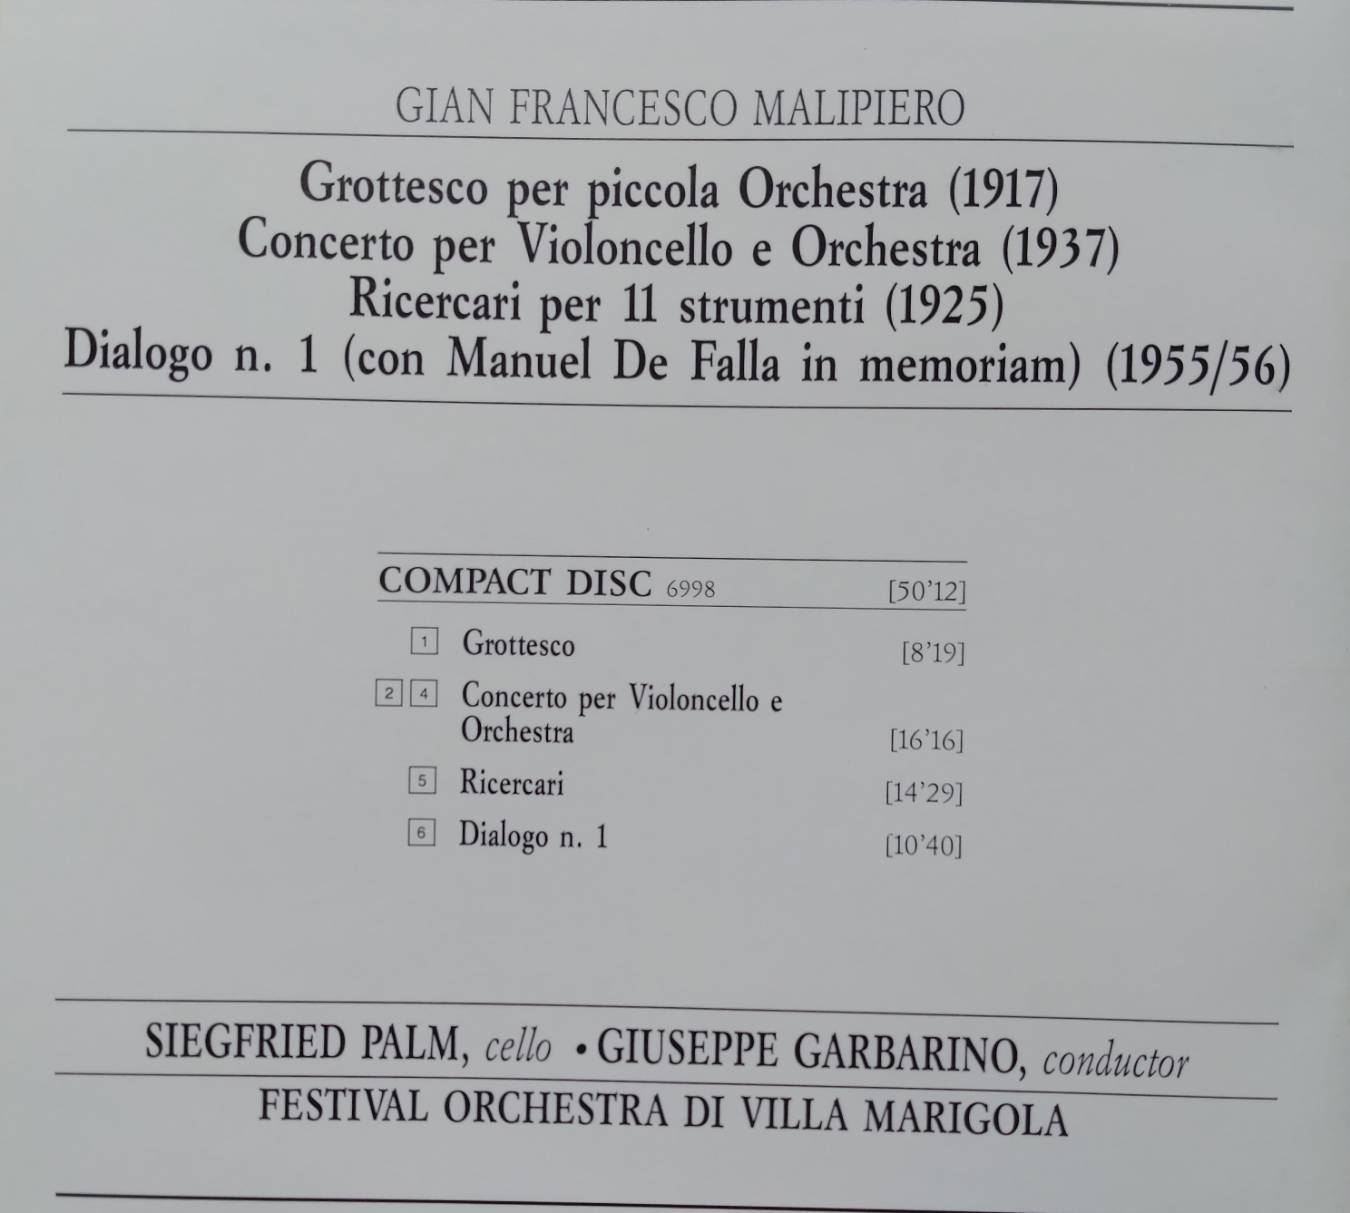 GIAN FRANCESCO MALIPIERO
Grottesco per piccola Orchestra (1917)
Concerto per Violoncello e Orchestra (1937)
Ricercari per 11 strumenti (1925)
Dialogo n. 1 (con Manuel De Falla in memoriam) (1955/56)
COMPACT DISC 6998 [50'12]
1 Grottesco [8'19]
2 4 Concerto per Violoncello e
Orchestra [16'16]
5 Ricercari [14'29]
6 Dialogo n. 1 [10'40]
SIEGFRIED PALM, cello • GIUSEPPE GARBARINO, conductor
FESTIVAL ORCHESTRA DI VILLA MARIGOLA